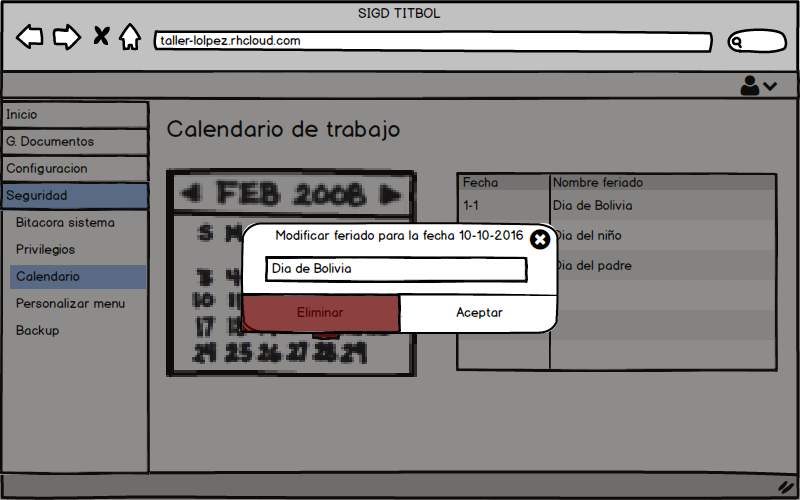 SIGD TITBOL
taller-lolpez.rhcloud.com
Inicio
G. Documentos
Configuracion
Seguridad
Bitacora sistema
Privilegios
Calendario
Personalizar menu
Backup
Calendario de trabajo
FEB 2008
S M
3 4
10 11
17
24 25 26 27 28 29
Fecha Nombre feriado
1-1 Dia de Bolivia
Dia del niño
Dia del padre
Modificar feriado para la fecha 10-10-2016
Dia de Bolivia
Eliminar Aceptar